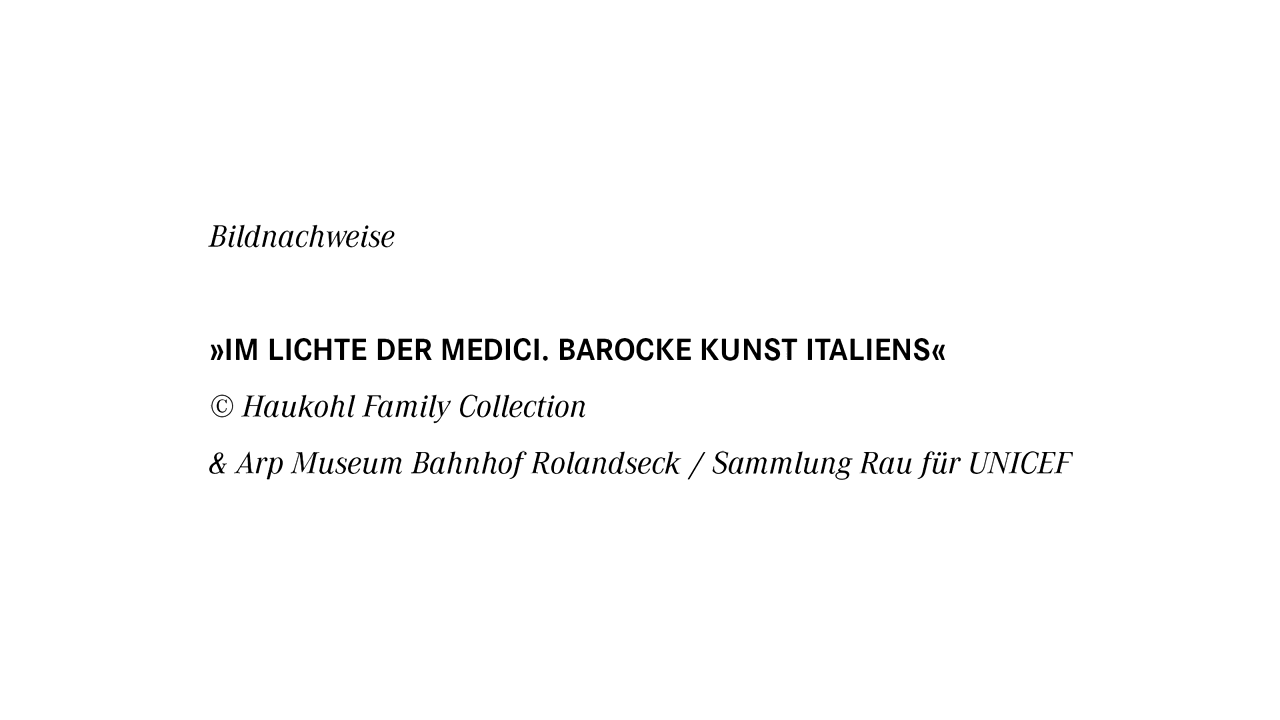 Bildnachweise
»IM LICHTE DER MEDICI. BAROCKE KUNST ITALIENS«
© Haukohl Family Collection
& Arp Museum Bahnhof Rolandseck / Sammlung Rau für UNICEF